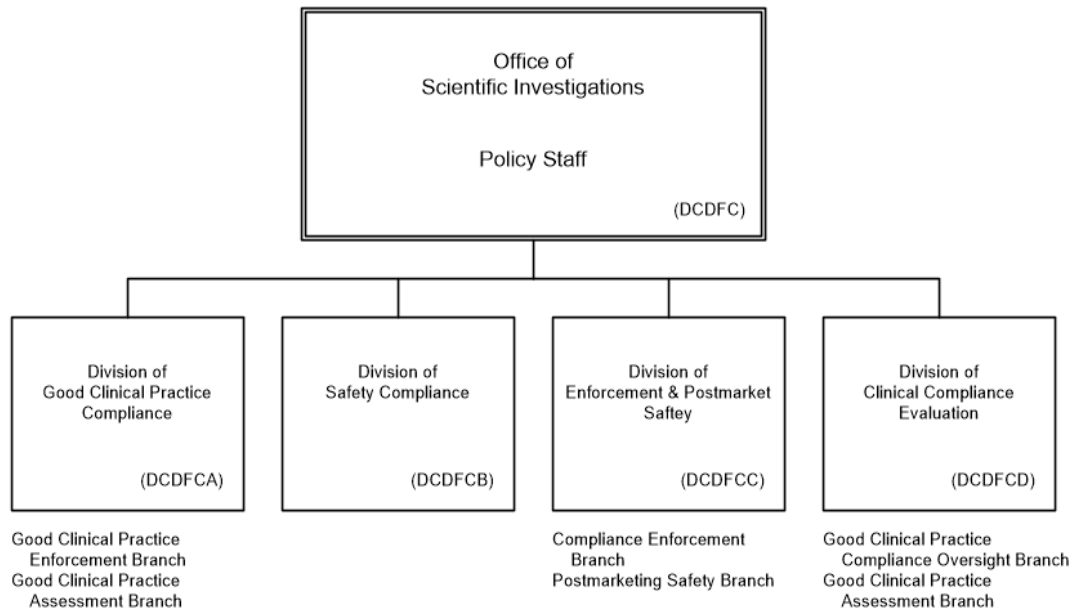 Office of
Scientific Investigations
Policy Staff
(DCDFC)
Division of
Good Clinical Practice
Compliance
(DCDFCA)
Good Clinical Practice
Enforcement Branch
Good Clinical Practice
Assessment Branch
Division of
Safety Compliance
(DCDFCB)
Division of
Enforcement & Postmarket
Saftey
(DCDFCC)
Compliance Enforcement
Branch
Postmarketing Safety Branch
Division of
Clinical Compliance
Evaluation
(DCDFCD)
Good Clinical Practice
Compliance Oversight Branch
Good Clinical Practice
Assessment Branch